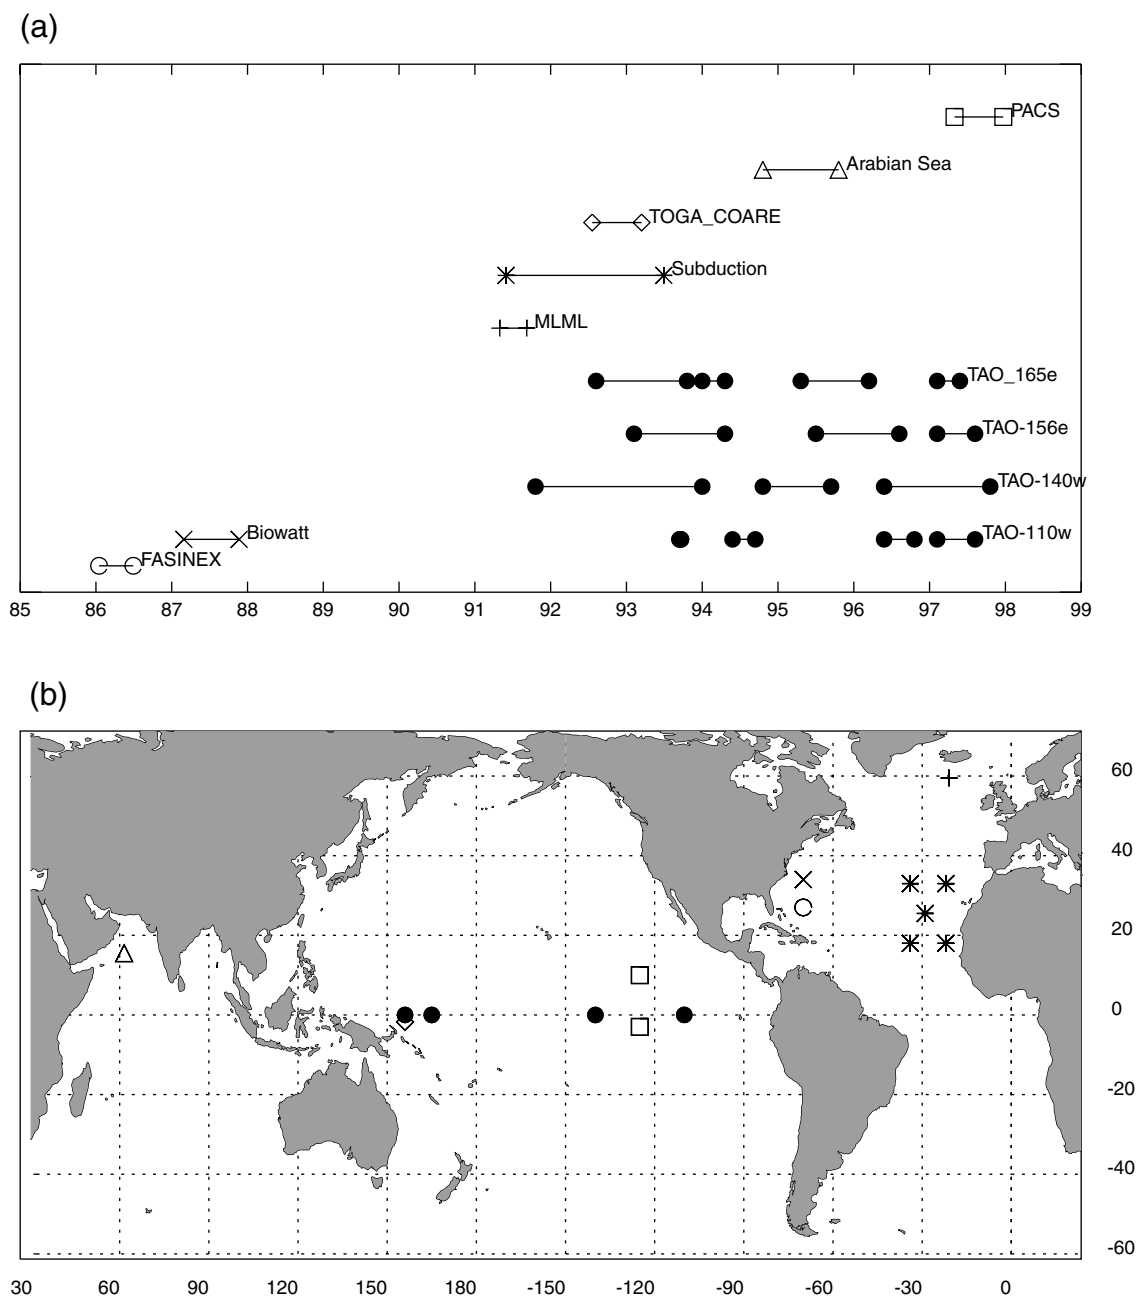 (a)
PACS
Arabian Sea
TOGA_COARE
Subduction
MLML
TAO_165e
TAO-156e
TAO-140w
Biowatt
TAO-110w
FASINEX
85 86 87 88 89 90 91 92 93 94 95 96 97 98 99
(b)
60
40
20
0
-20
-40
-60
30 60 90 120 150 180 -150 -120 -90 -60 -30 0